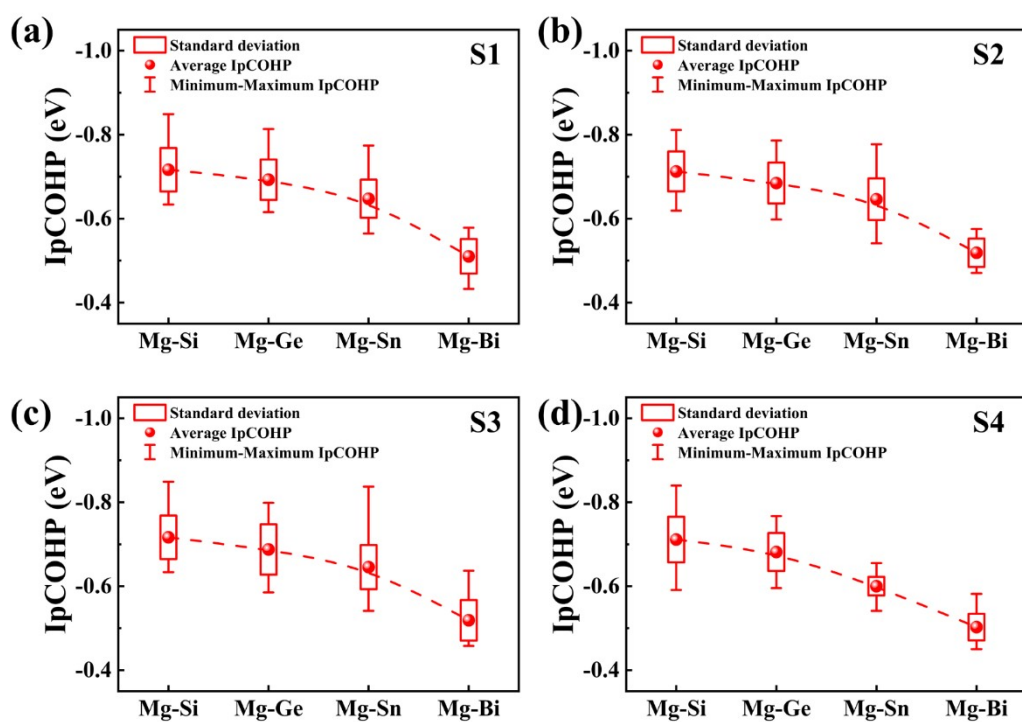 (a)
IpCOHP (eV)
-1.0
-0.8
-0.6
-0.4
Standard deviation
Average IpCOHP
Minimum-Maximum IpCOHP
S1
Mg-Si Mg-Ge Mg-Sn Mg-Bi
(b)
IpCOHP (eV)
-1.0
-0.8
-0.6
-0.4
Standard deviation
Average IpCOHP
Minimum-Maximum IpCOHP
S2
Mg-Si Mg-Ge Mg-Sn Mg-Bi
(c)
IpCOHP (eV)
-1.0
-0.8
-0.6
-0.4
Standard deviation
Average IpCOHP
Minimum-Maximum IpCOHP
S3
Mg-Si Mg-Ge Mg-Sn Mg-Bi
(d)
IpCOHP (eV)
-1.0
-0.8
-0.6
-0.4
Standard deviation
Average IpCOHP
Minimum-Maximum IpCOHP
S4
Mg-Si Mg-Ge Mg-Sn Mg-Bi